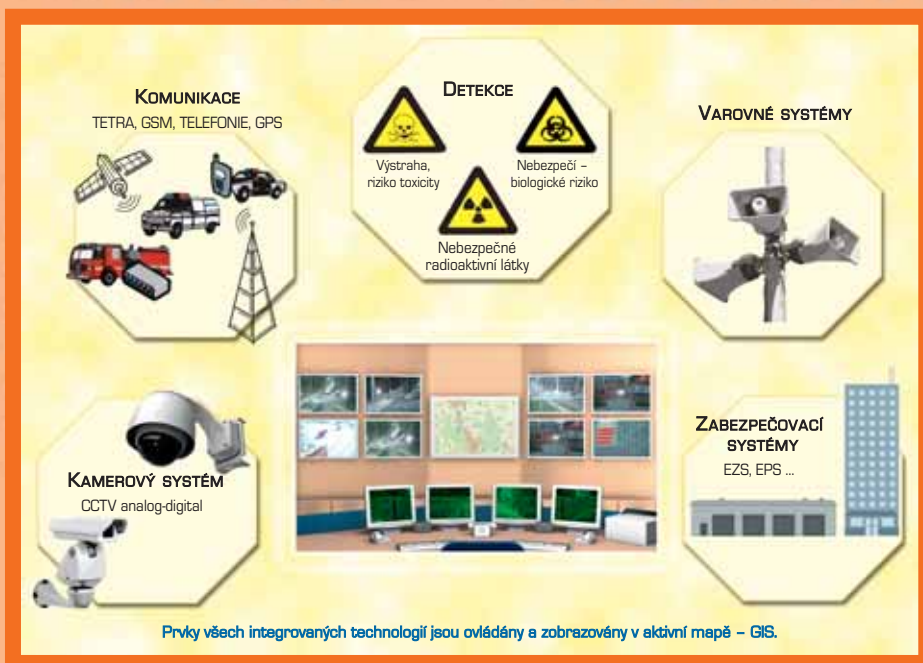 KOMUNIKACE
TETRA, GSM, TELEFONIE, GPS
DETEKCE
Výstraha,
riziko toxicity
Nebezpečí –
biologické riziko
Nebezpečné
radioaktivní látky
VAROVNÉ SYSTÉMY
KAMEROVÝ SYSTÉM
CCTV analog-digital
ZABEZPEČOVACÍ
SYSTÉMY
EZS, EPS ...
Prvky všech integrovaných technologií jsou ovládány a zobrazovány v aktivní mapě – GIS.